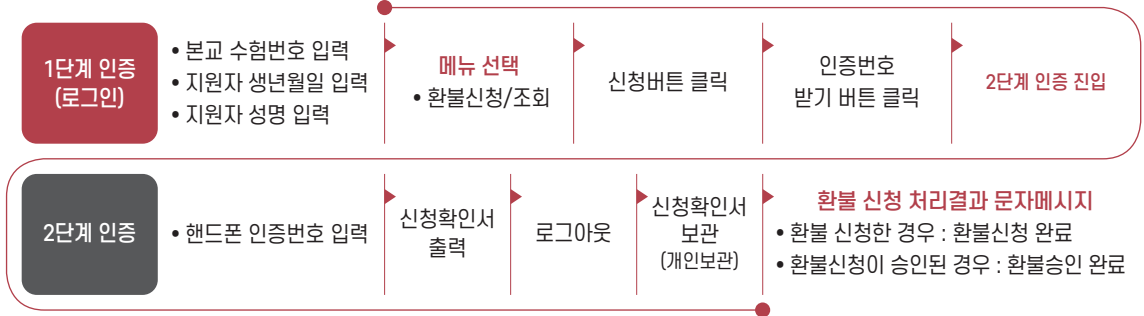 1단계 인증
(로그인)
• 본교 수험번호 입력
• 지원자 생년월일 입력
• 지원자 성명 입력
메뉴 선택
• 환불신청/조회
신청버튼 클릭
인증번호
받기 버튼 클릭
2단계 인증 진입
2단계 인증
• 핸드폰 인증번호 입력
신청확인서
출력
로그아웃
신청확인서
보관
(개인보관)
환불 신청 처리결과 문자메시지
• 환불 신청한 경우 : 환불신청 완료
• 환불신청이 승인된 경우 : 환불승인 완료